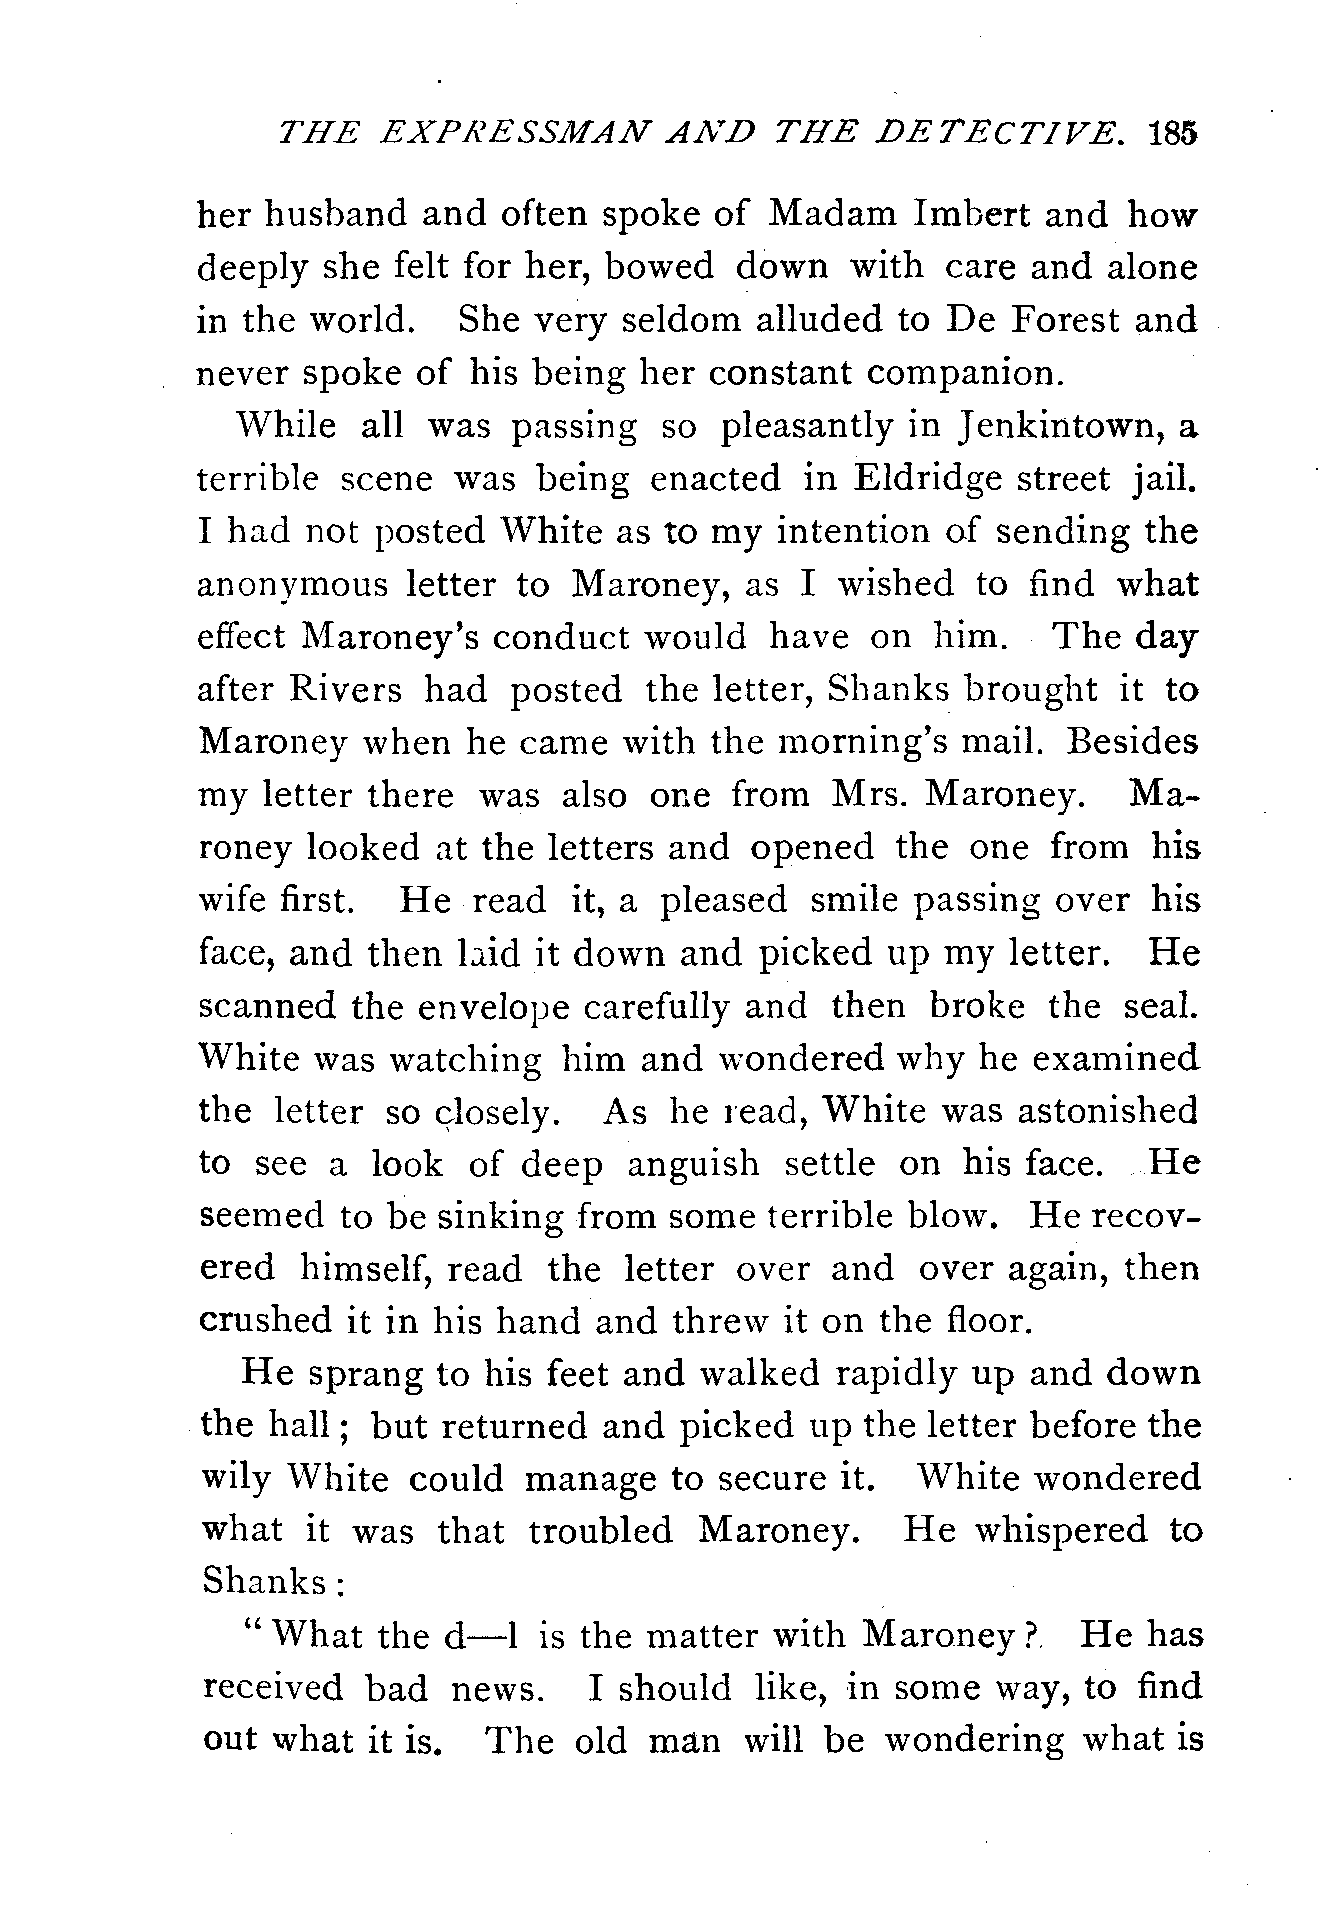 THE EXPRESSMAN AND THE DETECTIVE. 185
her husband and often spoke of Madam Imbert and how
deeply she felt for her, bowed down with care and alone
in the world. She very seldom alluded to De Forest and
never spoke of his being her constant companion.
While all was passing so pleasantly in Jenkintown, a
terrible scene was being enacted in Eldridge street jail.
I had not posted White as to my intention of sending the
anonymous letter to Maroney, as I wished to find what
effect Maroney's conduct would have on him. The day
after Rivers had posted the letter, Shanks brought it to
Maroney when he came with the morning's mail. Besides
my letter there was also one from Mrs. Maroney. Ma-
roney looked at the letters and opened the one from his
wife first. He read it, a pleased smile passing over his
face, and then laid it down and picked up my letter. He
scanned the envelope carefully and then broke the seal.
White was watching him and wondered why he examined
the letter so closely. As he read, White was astonished
to see a look of deep anguish settle on his face. He
seemed to be sinking from some terrible blow. He recov-
ered himself, read the letter over and over again, then
crushed it in his hand and threw it on the floor.
He sprang to his feet and walked rapidly up and down
the hall; but returned and picked up the letter before the
wily White could manage to secure it. White wondered
what it was that troubled Maroney. He whispered to
Shanks:
"What the d—l is the matter with Maroney? He has
received bad news. I should like, in some way, to find
out what it is. The old man will be wondering what is